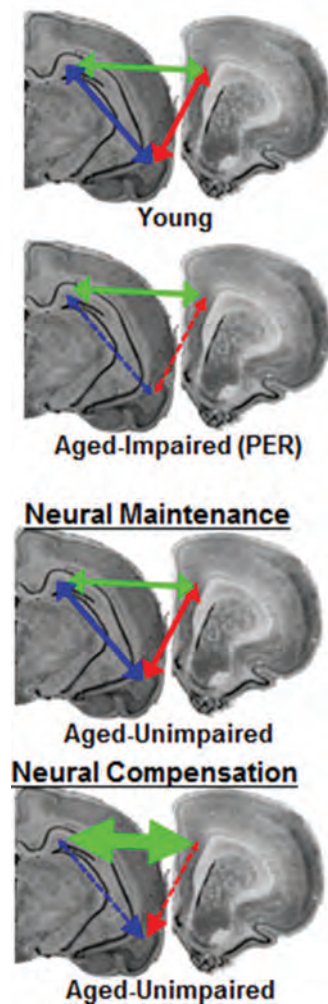 Young
Aged-Impaired (PER)
Neural Maintenance
Aged-Unimpaired
Neural Compensation
Aged-Unimpaired